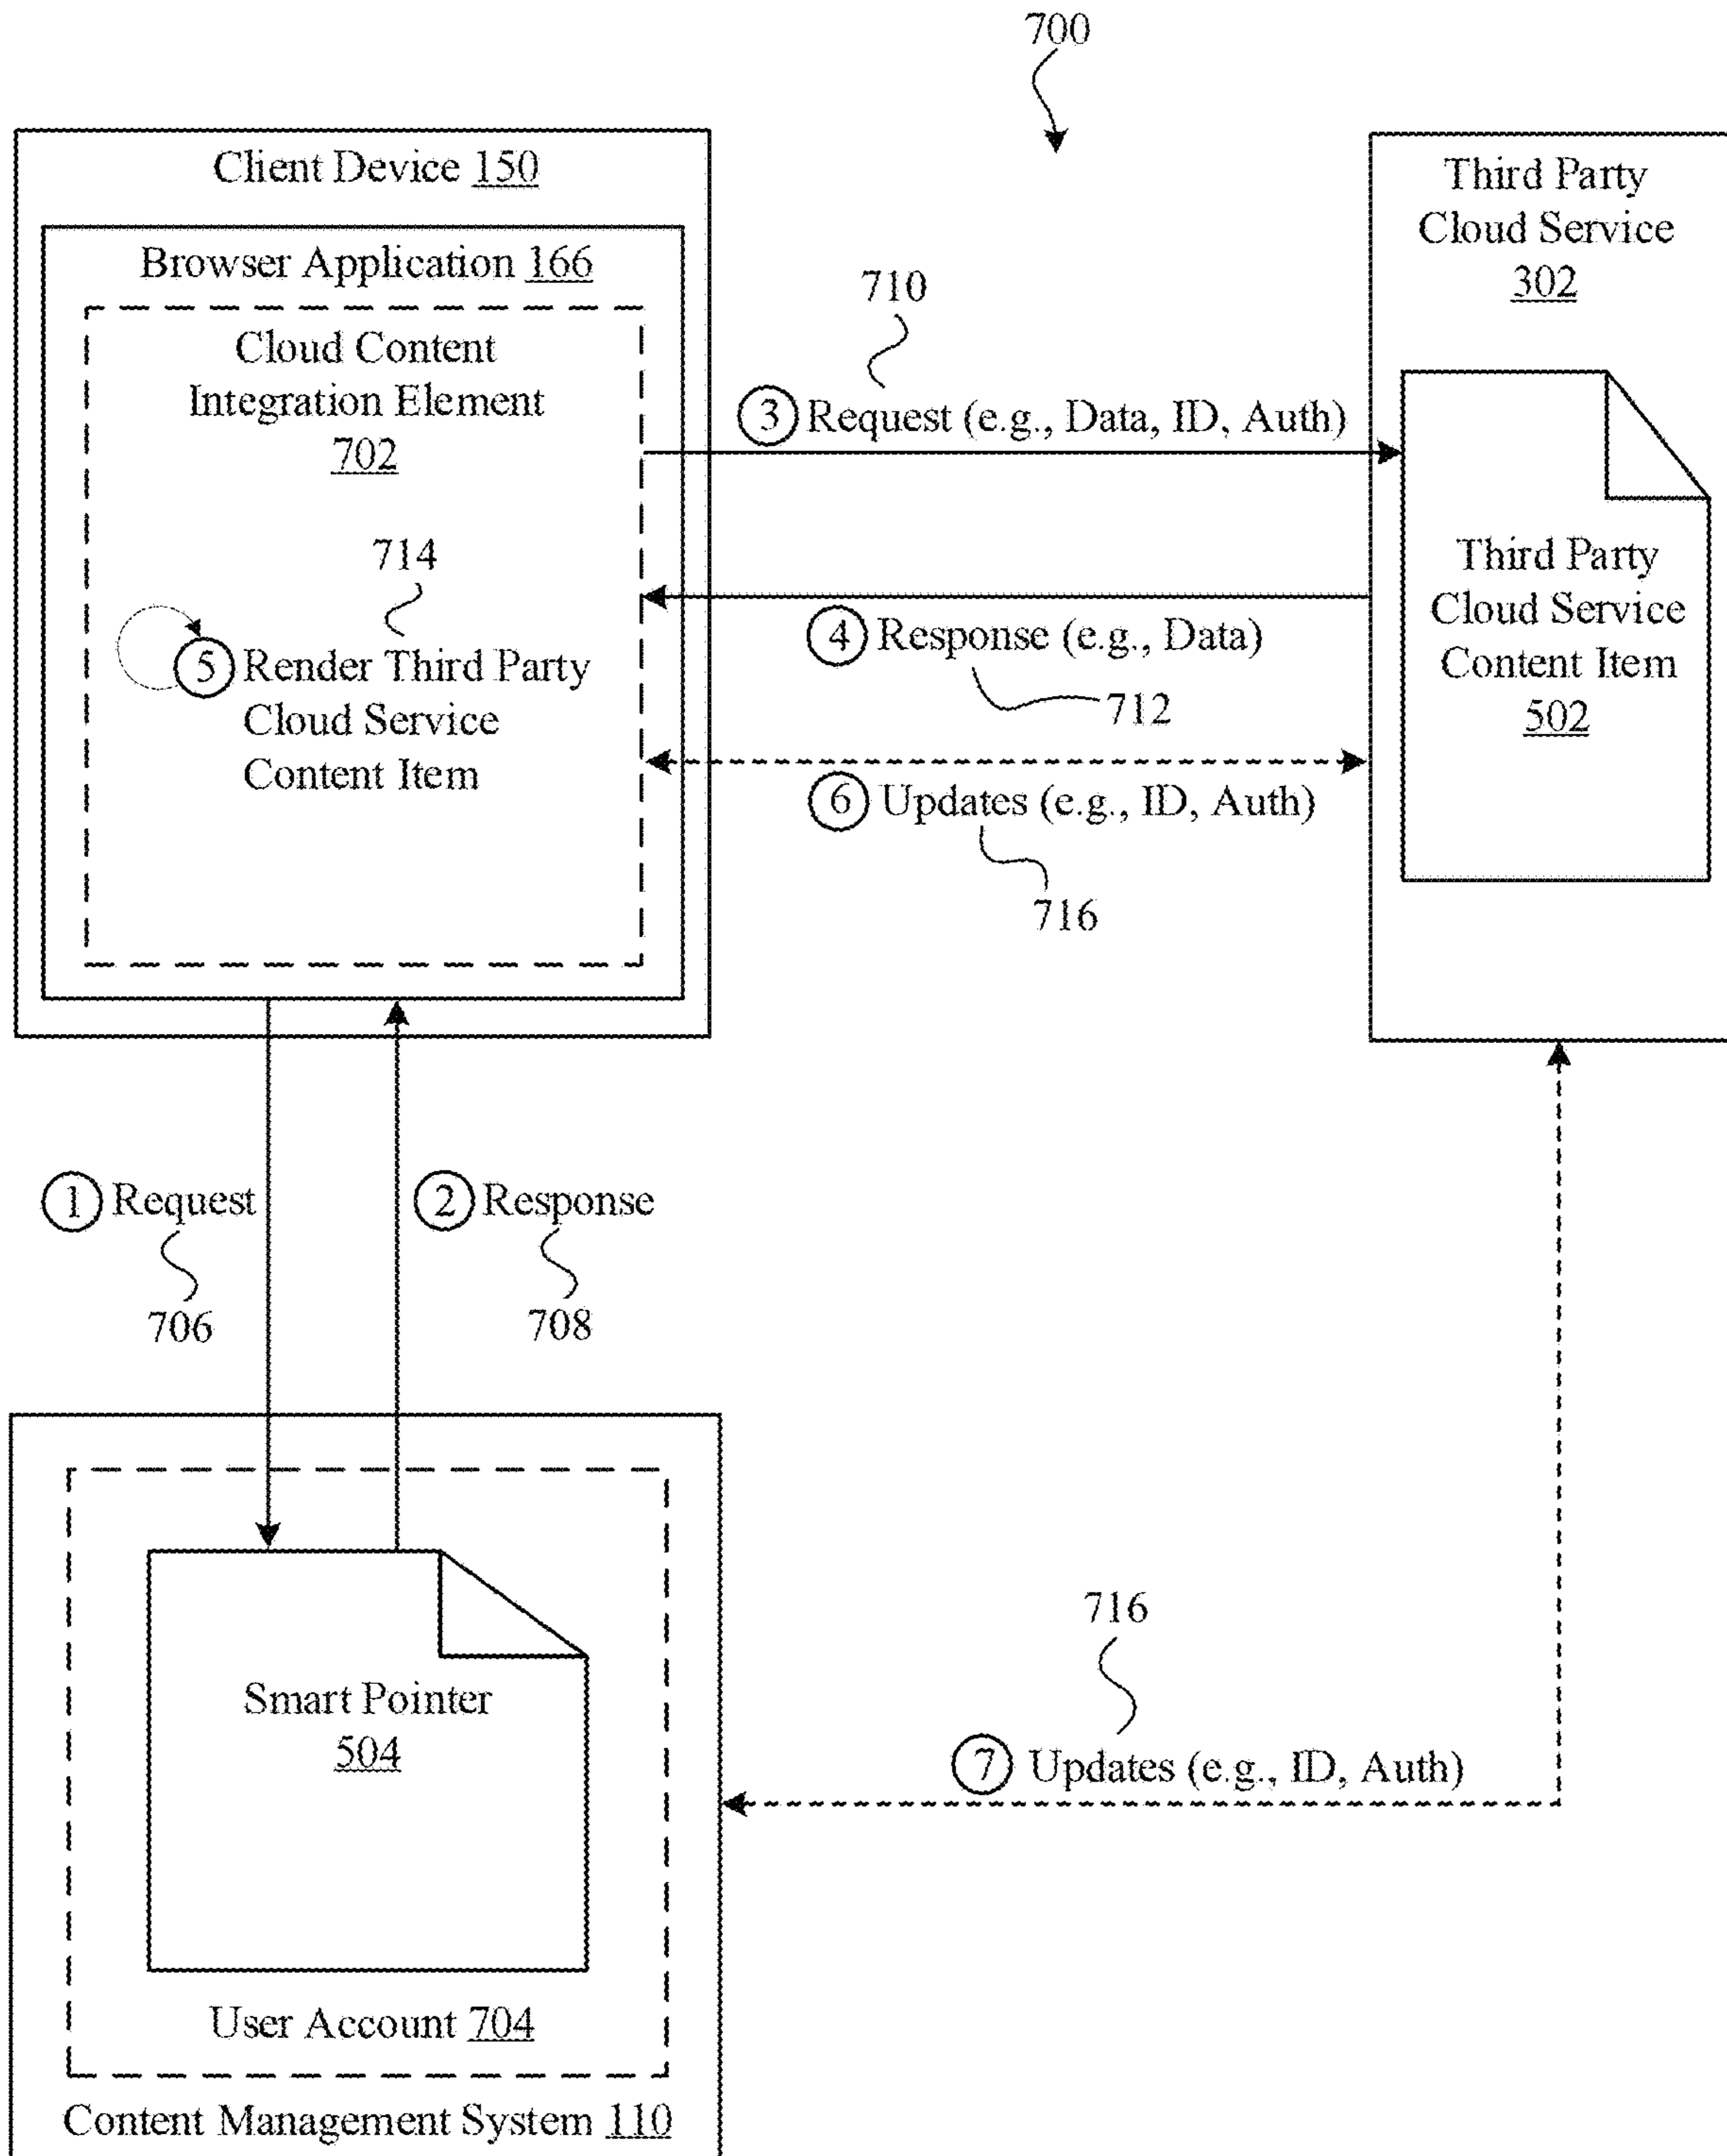 700
Client Device 150
Browser Application 166
Cloud Content
Integration Element
702
714
⑤ Render Third Party
Cloud Service
Content Item
Third Party
Cloud Service
302
710
③ Request (e.g., Data, ID, Auth)
④ Response (e.g., Data)
712
⑥ Updates (e.g., ID, Auth)
716
Third Party
Cloud Service
Content Item
502
① Request
706
② Response
708
Smart Pointer
504
User Account 704
Content Management System 110
716
⑦ Updates (e.g., ID, Auth)